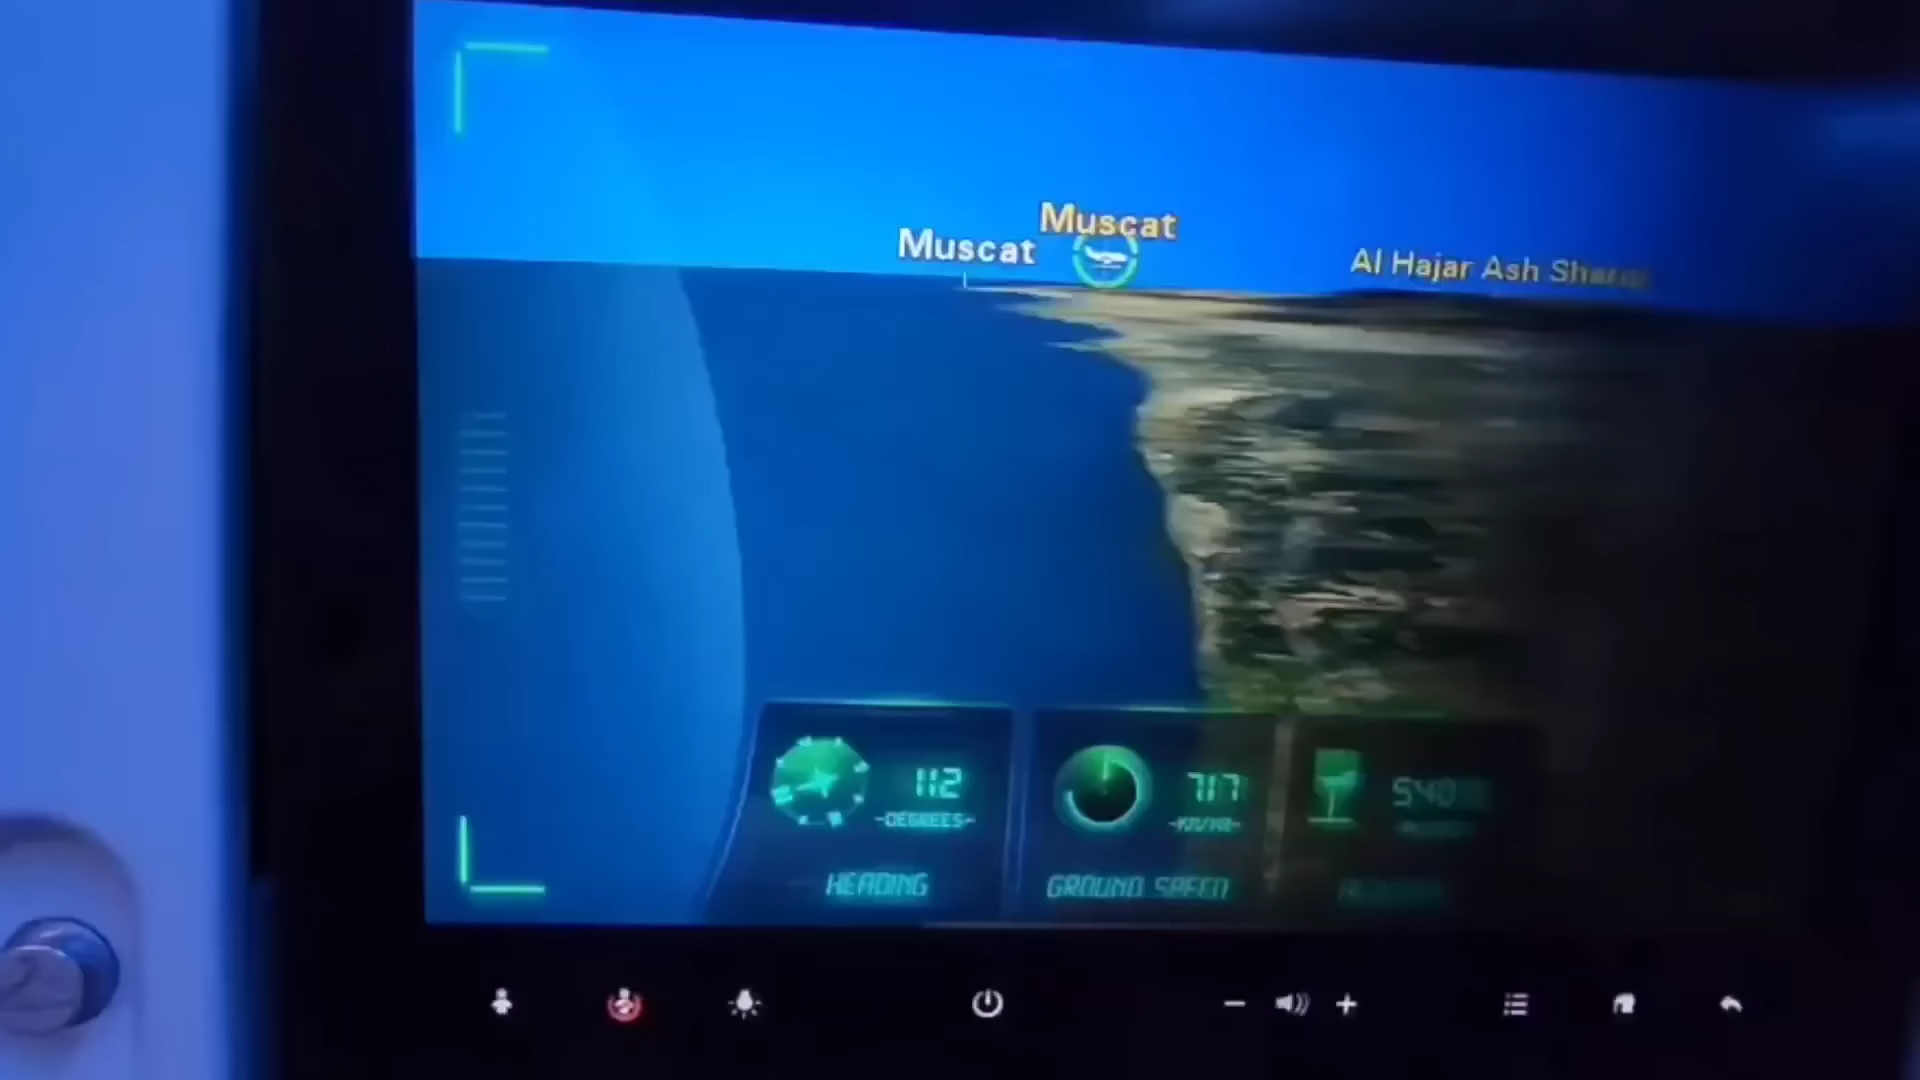 Muscat
Muscat
Al Hajar Ash Sharqi
112
-DEGREES-
HEADING
717
-KM/HR-
GROUND SPEED